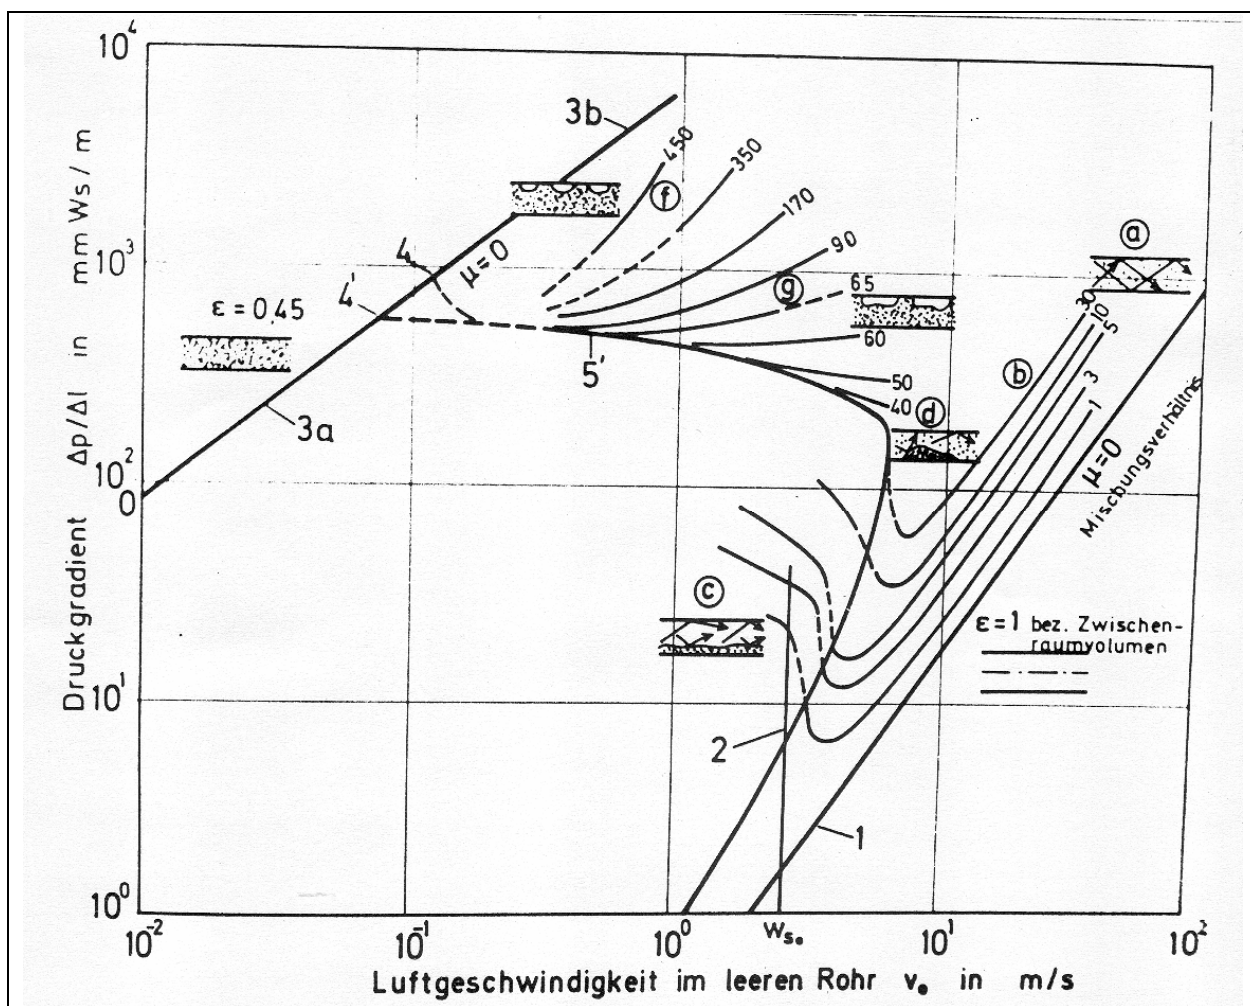 10⁴
3b
450
350
f
170
4
μ=0
90
a
10³
4'
g
65
ε = 0,45
30
10
5
60
5'
b
50
3
40
1
3a
d
μ=0
Mischungsverhältnis
10²
0
c
ε=1 bez. Zwischen-
raumvolumen
10¹
2
1
10⁰
10⁻²
10⁻¹
10⁰
Wₛₒ
10¹
10²
Druckgradient Δp/Δl in mm Ws / m
Luftgeschwindigkeit im leeren Rohr vₒ in m/s